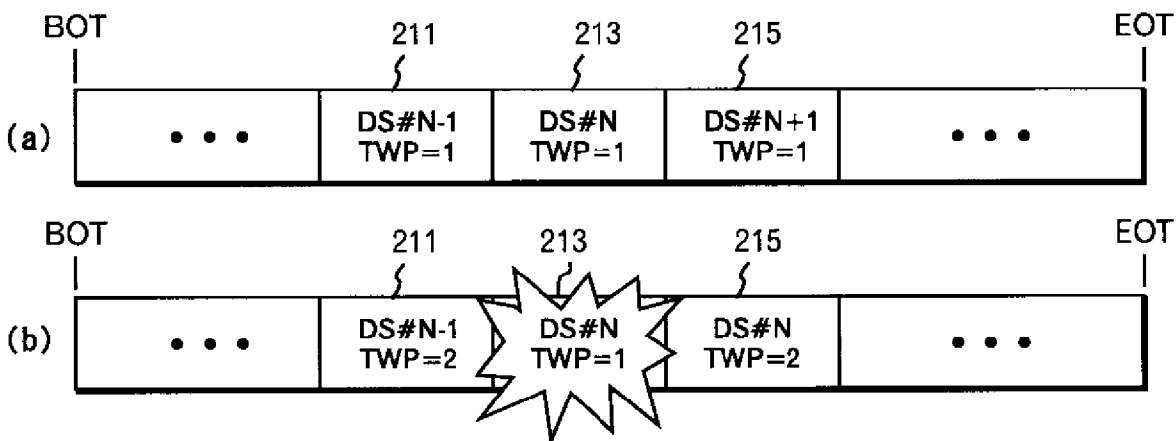 BOT 211 213 215 EOT
(a) • • • DS#N-1 DS#N DS#N+1 • • •
TWP=1 TWP=1 TWP=1
BOT 211 213 215 EOT
(b) • • • DS#N-1 DS#N DS#N • • •
TWP=2 TWP=1 TWP=2